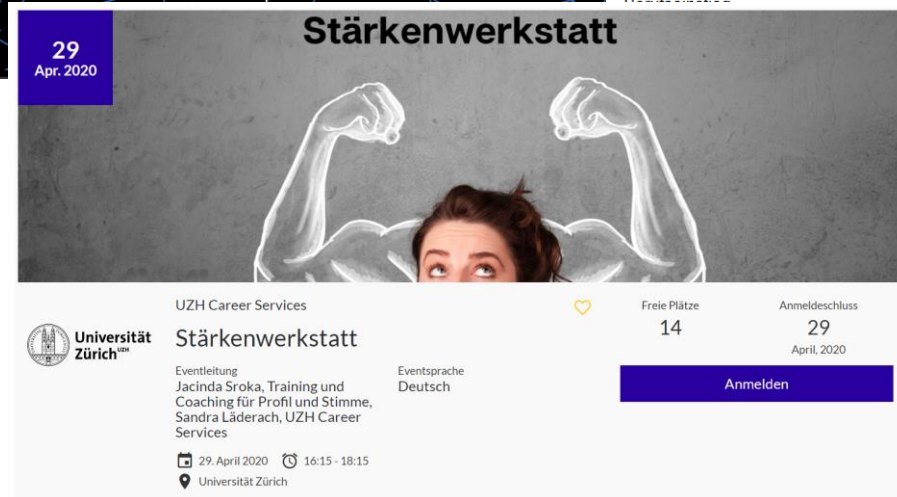 Stärkenwerkstatt
29
Apr. 2020
UZH Career Services
Universität
Zürich UZH
Stärkenwerkstatt
Eventleitung
Jacinda Sroka, Training und
Coaching für Profil und Stimme,
Sandra Läderach, UZH Career
Services
Eventsprache
Deutsch
29. April 2020 16:15 - 18:15
Universität Zürich
Freie Plätze
14
Anmeldeschluss
29
April, 2020
Anmelden